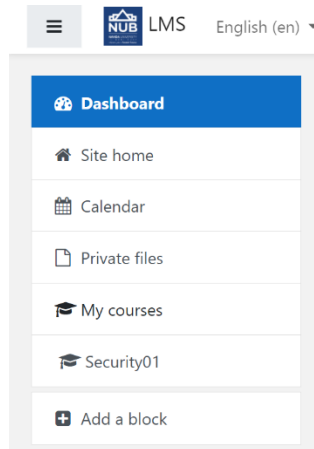 NUB LMS English (en)
Dashboard
Site home
Calendar
Private files
My courses
Security01
Add a block